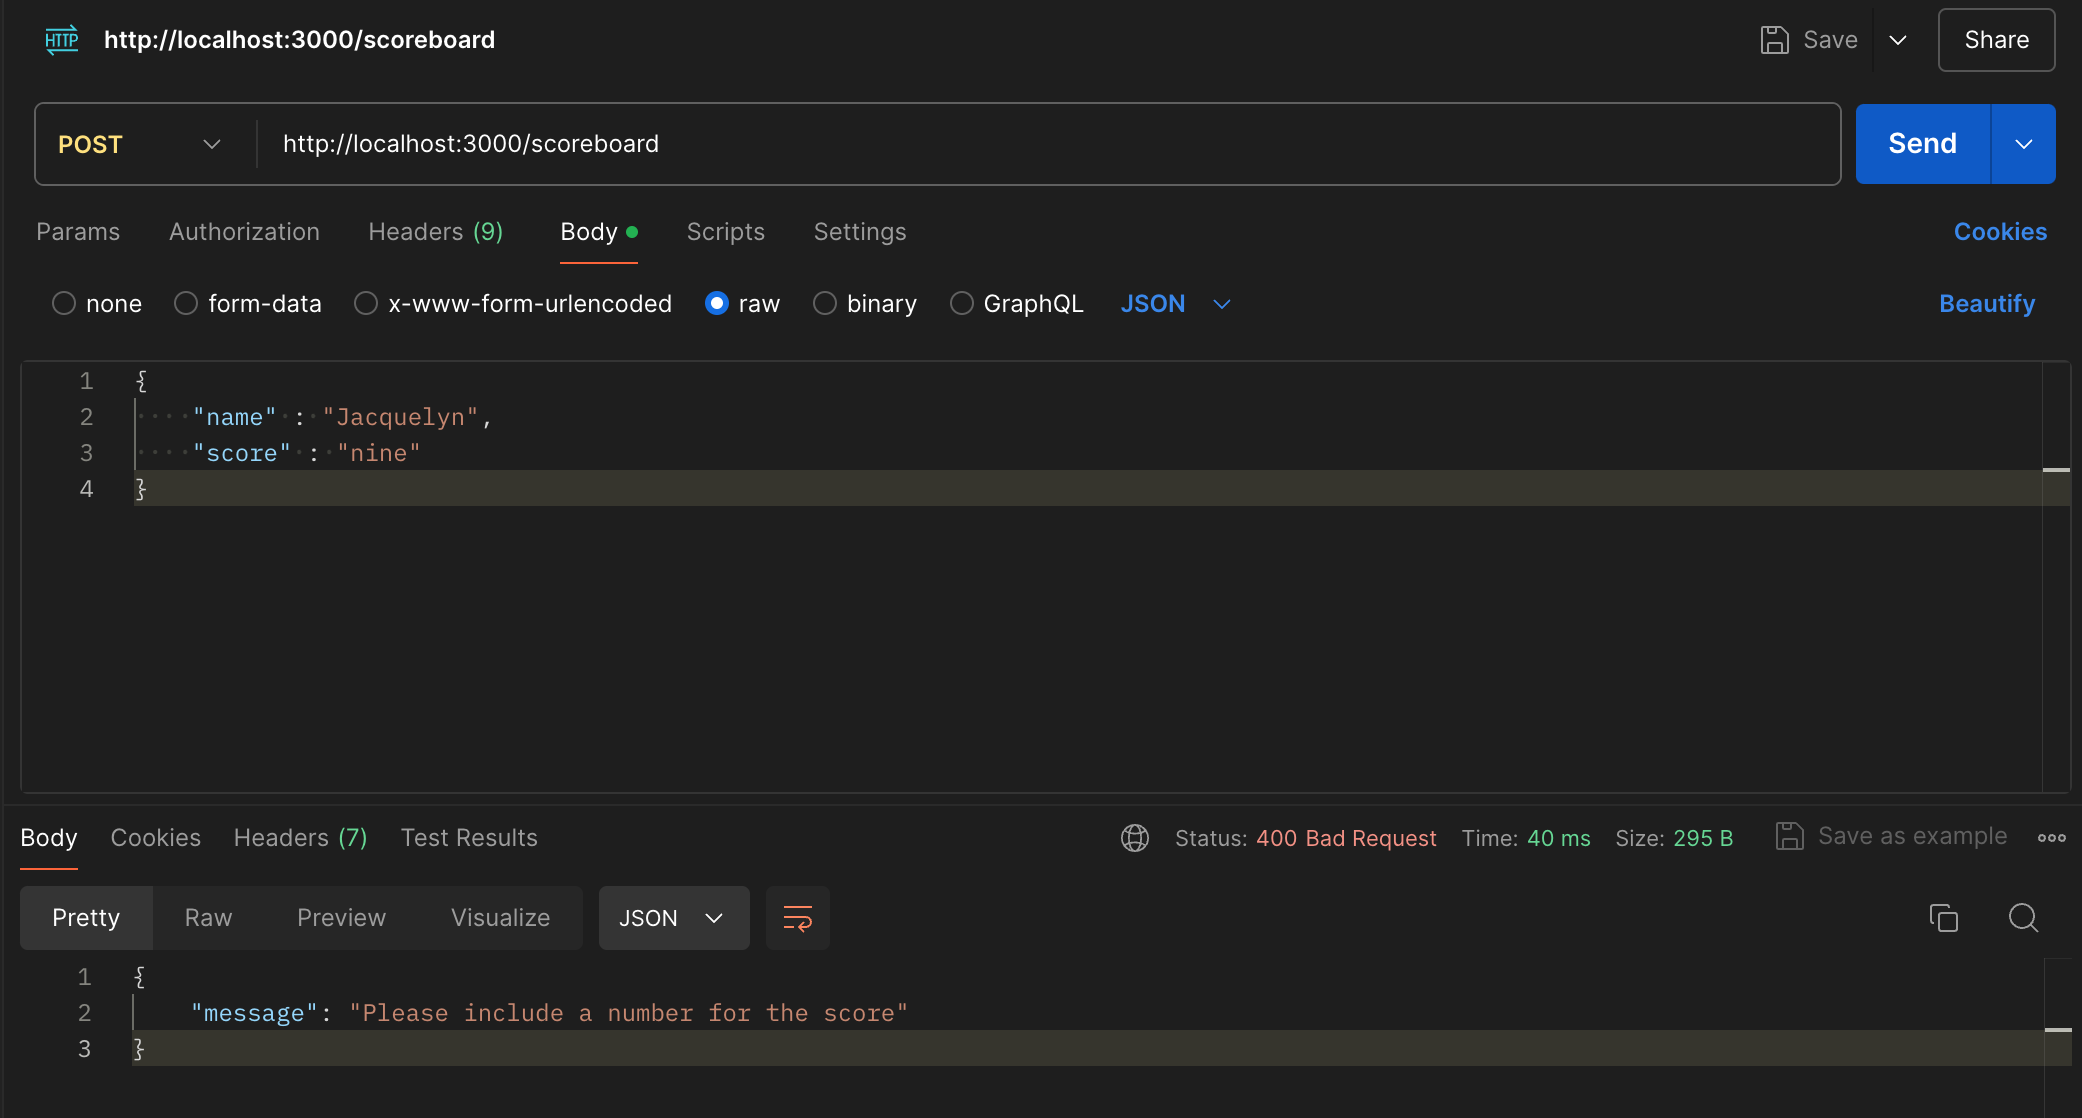 HTTP http://localhost:3000/scoreboard Save Share
POST http://localhost:3000/scoreboard Send
Params Authorization Headers (9) Body Scripts Settings Cookies
none form-data x-www-form-urlencoded raw binary GraphQL JSON Beautify
1 {
2 "name" : "Jacquelyn",
3 "score" : "nine"
4 }
Body Cookies Headers (7) Test Results Status: 400 Bad Request Time: 40 ms Size: 295 B Save as example
Pretty Raw Preview Visualize JSON
1 {
2 "message": "Please include a number for the score"
3 }